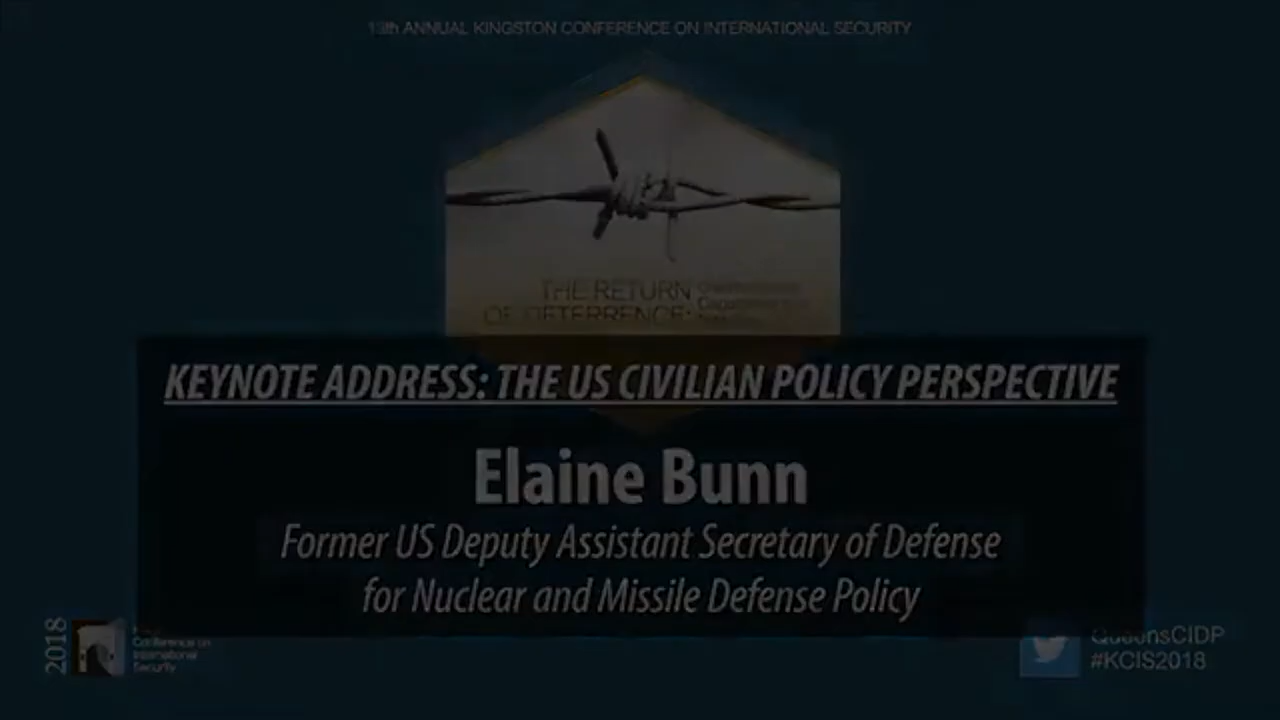 13th ANNUAL KINGSTON CONFERENCE ON INTERNATIONAL SECURITY
THE RETURN
OF DETERRENCE:
KEYNOTE ADDRESS: THE US CIVILIAN POLICY PERSPECTIVE
Elaine Bunn
Former US Deputy Assistant Secretary of Defense
for Nuclear and Missile Defense Policy
2018
Conference on
International
Security
QueensCIDP
#KCIS2018